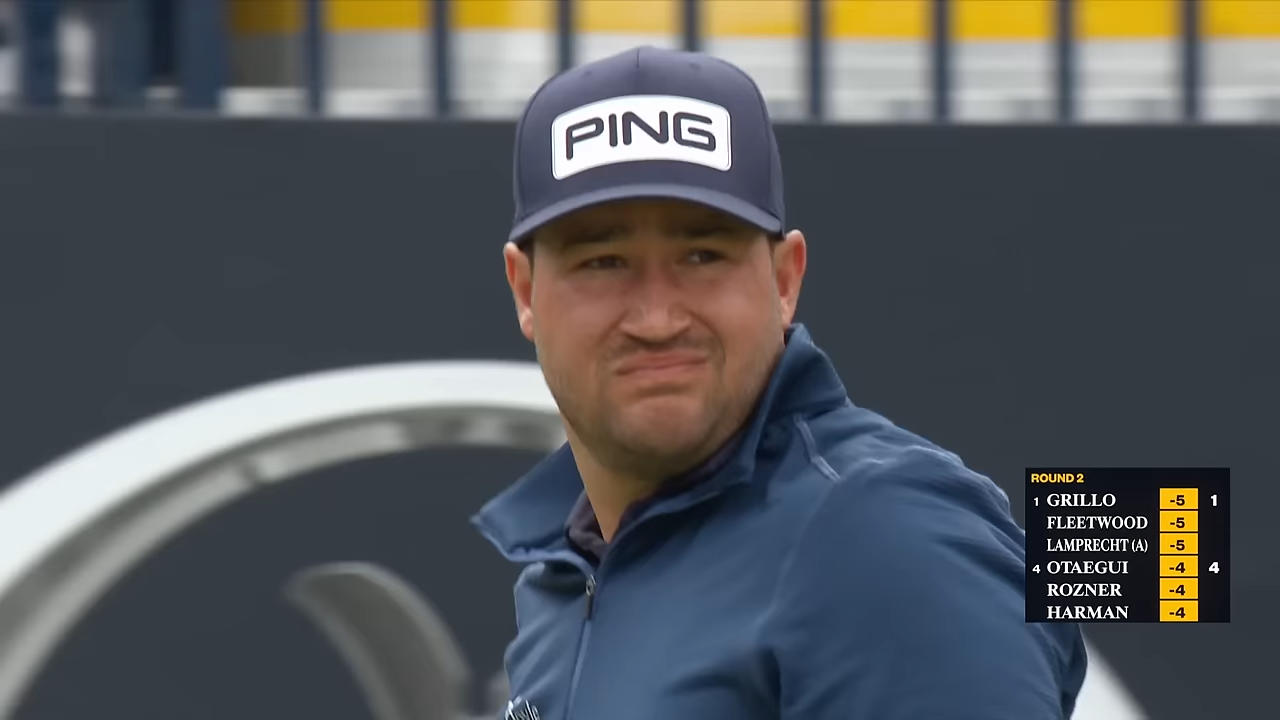 PING
ROUND 2
1 GRILLO -5 1
FLEETWOOD -5
LAMPRECHT (A) -5
4 OTAEGUI -4 4
ROZNER -4
HARMAN -4